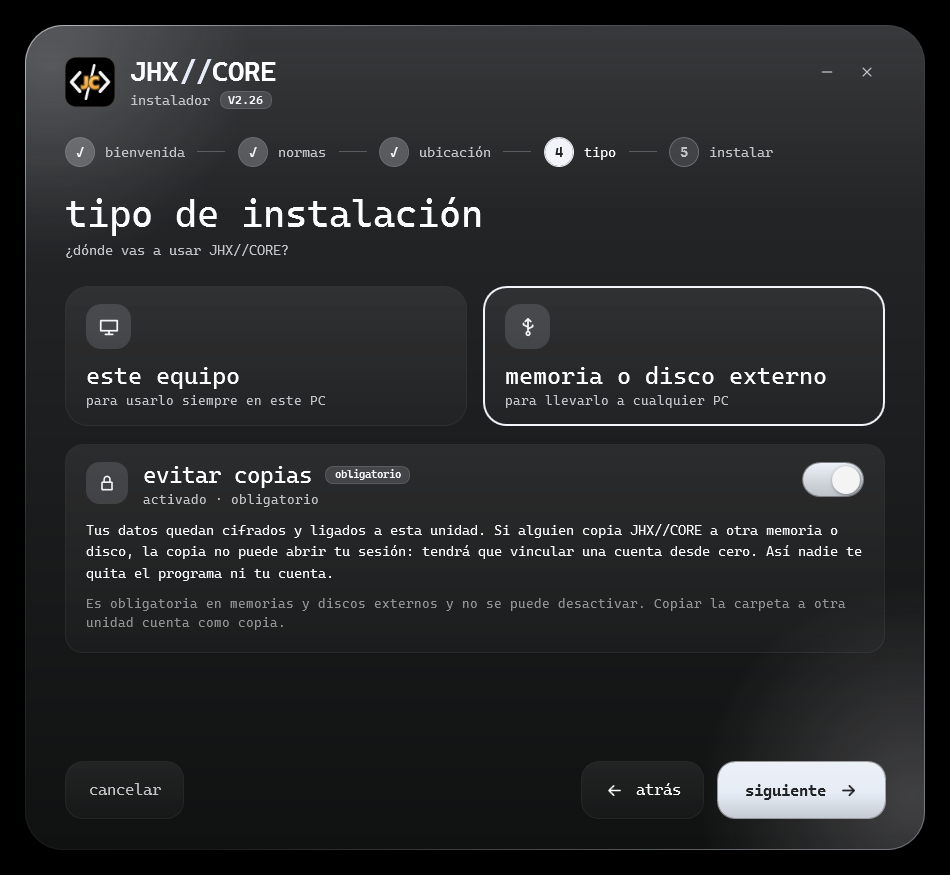 JC
JHX//CORE
instalador V2.26
bienvenida normas ubicación 4 tipo 5 instalar
tipo de instalación
¿dónde vas a usar JHX//CORE?
este equipo
para usarlo siempre en este PC
memoria o disco externo
para llevarlo a cualquier PC
evitar copias obligatorio
activado · obligatorio
Tus datos quedan cifrados y ligados a esta unidad. Si alguien copia JHX//CORE a otra memoria o
disco, la copia no puede abrir tu sesión: tendrá que vincular una cuenta desde cero. Así nadie te
quita el programa ni tu cuenta.
Es obligatoria en memorias y discos externos y no se puede desactivar. Copiar la carpeta a otra
unidad cuenta como copia.
cancelar
atrás
siguiente